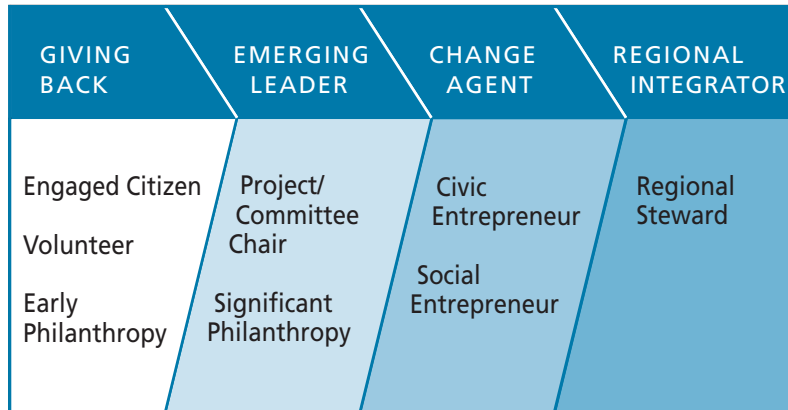 GIVING
BACK
EMERGING
LEADER
CHANGE
AGENT
REGIONAL
INTEGRATOR
Engaged Citizen
Volunteer
Early
Philanthropy
Project/
Committee
Chair
Significant
Philanthropy
Civic
Entrepreneur
Social
Entrepreneur
Regional
Steward